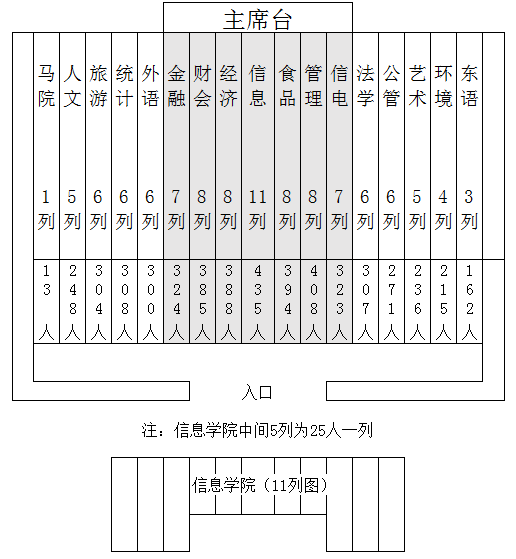 主席台
马院 人文 旅游 统计 外语 金融 财会 经济 信息 食品 管理 信电 法学 公管 艺术 环境 东语
1列 5列 6列 6列 6列 7列 8列 8列 11列 8列 8列 7列 6列 6列 5列 4列 3列
13人 248人 304人 308人 300人 324人 385人 388人 435人 394人 408人 323人 307人 271人 236人 215人 162人
入口
注：信息学院中间5列为25人一列
信息学院（11列图）